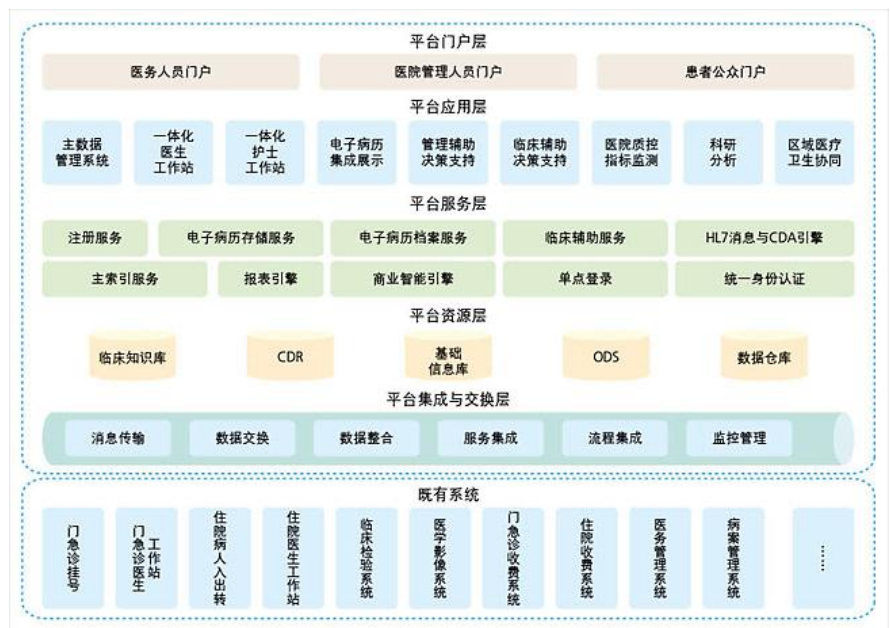 平台门户层
医务人员门户
医院管理人员门户
患者公众门户
平台应用层
主数据
管理系统
一体化
医生
工作站
一体化
护士
工作站
电子病历
集成展示
管理辅助
决策支持
临床辅助
决策支持
医院质控
指标监测
科研
分析
区域医疗
卫生协同
平台服务层
注册服务
电子病历存储服务
电子病历档案服务
临床辅助服务
HL7消息与CDA引擎
主索引服务
报表引擎
商业智能引擎
单点登录
统一身份认证
平台资源层
临床知识库
CDR
基础
信息库
ODS
数据仓库
平台集成与交换层
消息传输
数据交换
数据整合
服务集成
流程集成
监控管理
既有系统
门急诊挂号
门急诊医生
工作站
住院病人入出转
住院医生工作站
临床检验系统
医学影像系统
门急诊收费系统
住院收费系统
医务管理系统
病案管理系统
……